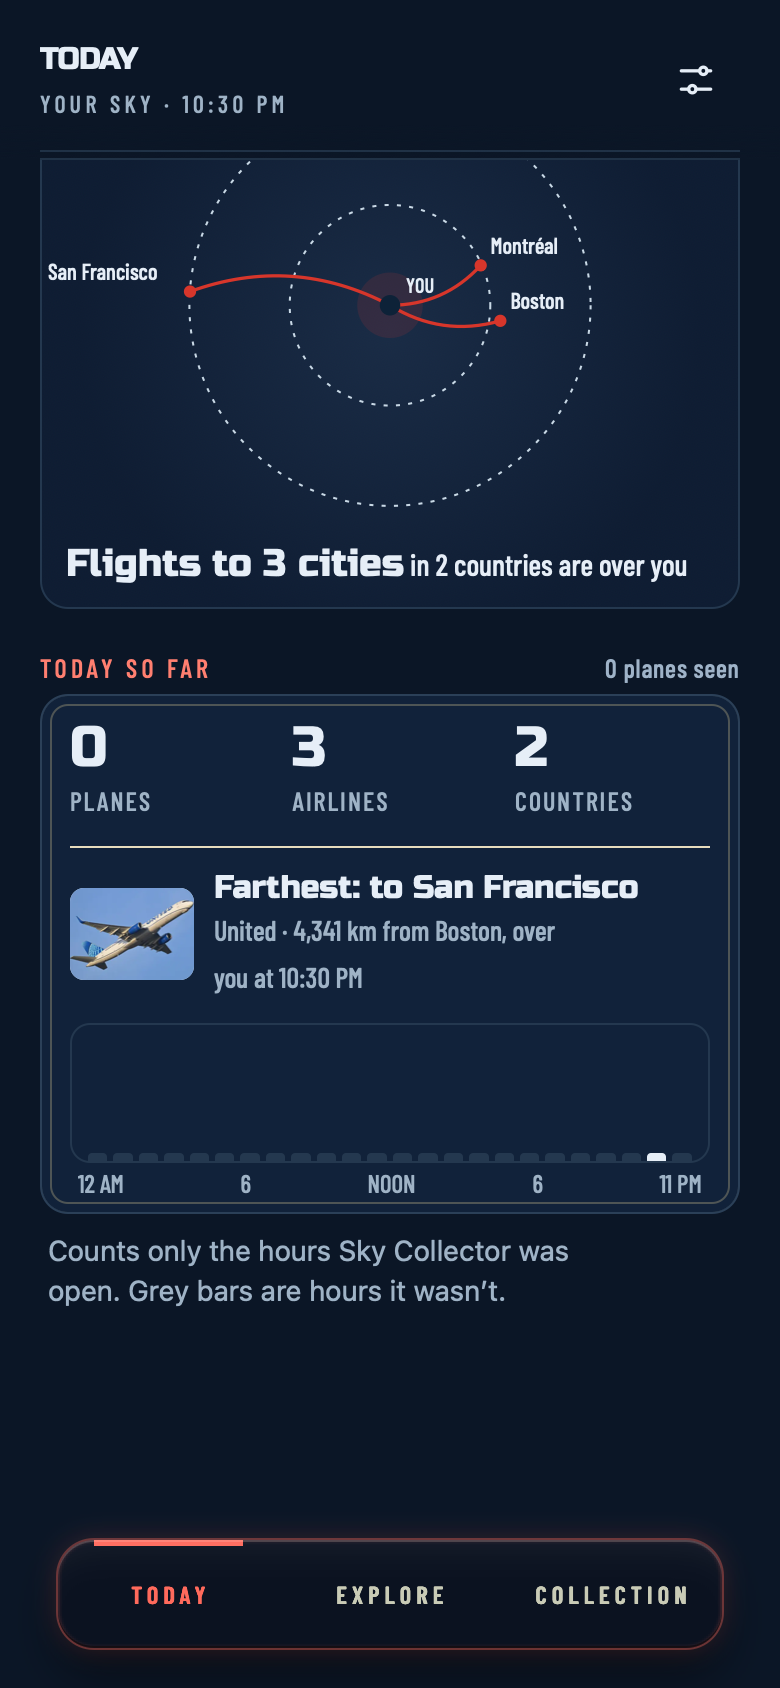 TODAY
YOUR SKY · 10:30 PM
Montréal
San Francisco
YOU
Boston
Flights to 3 cities in 2 countries are over you
TODAY SO FAR
0 planes seen
0
3
2
PLANES
AIRLINES
COUNTRIES
Farthest: to San Francisco
United · 4,341 km from Boston, over
you at 10:30 PM
12 AM
6
NOON
6
11 PM
Counts only the hours Sky Collector was
open. Grey bars are hours it wasn’t.
TODAY
EXPLORE
COLLECTION